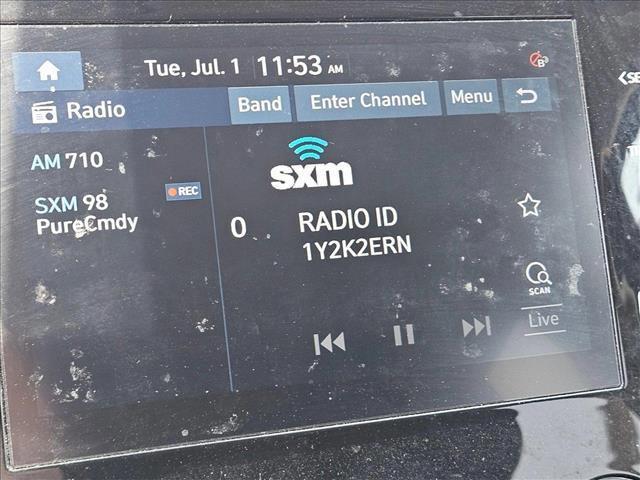 Tue, Jul. 1 11:53 AM
Radio
Band
Enter Channel
Menu
AM 710
REC
SXM 98
PureCmdy
sxm
0
RADIO ID
1Y2K2ERN
SCAN
Live